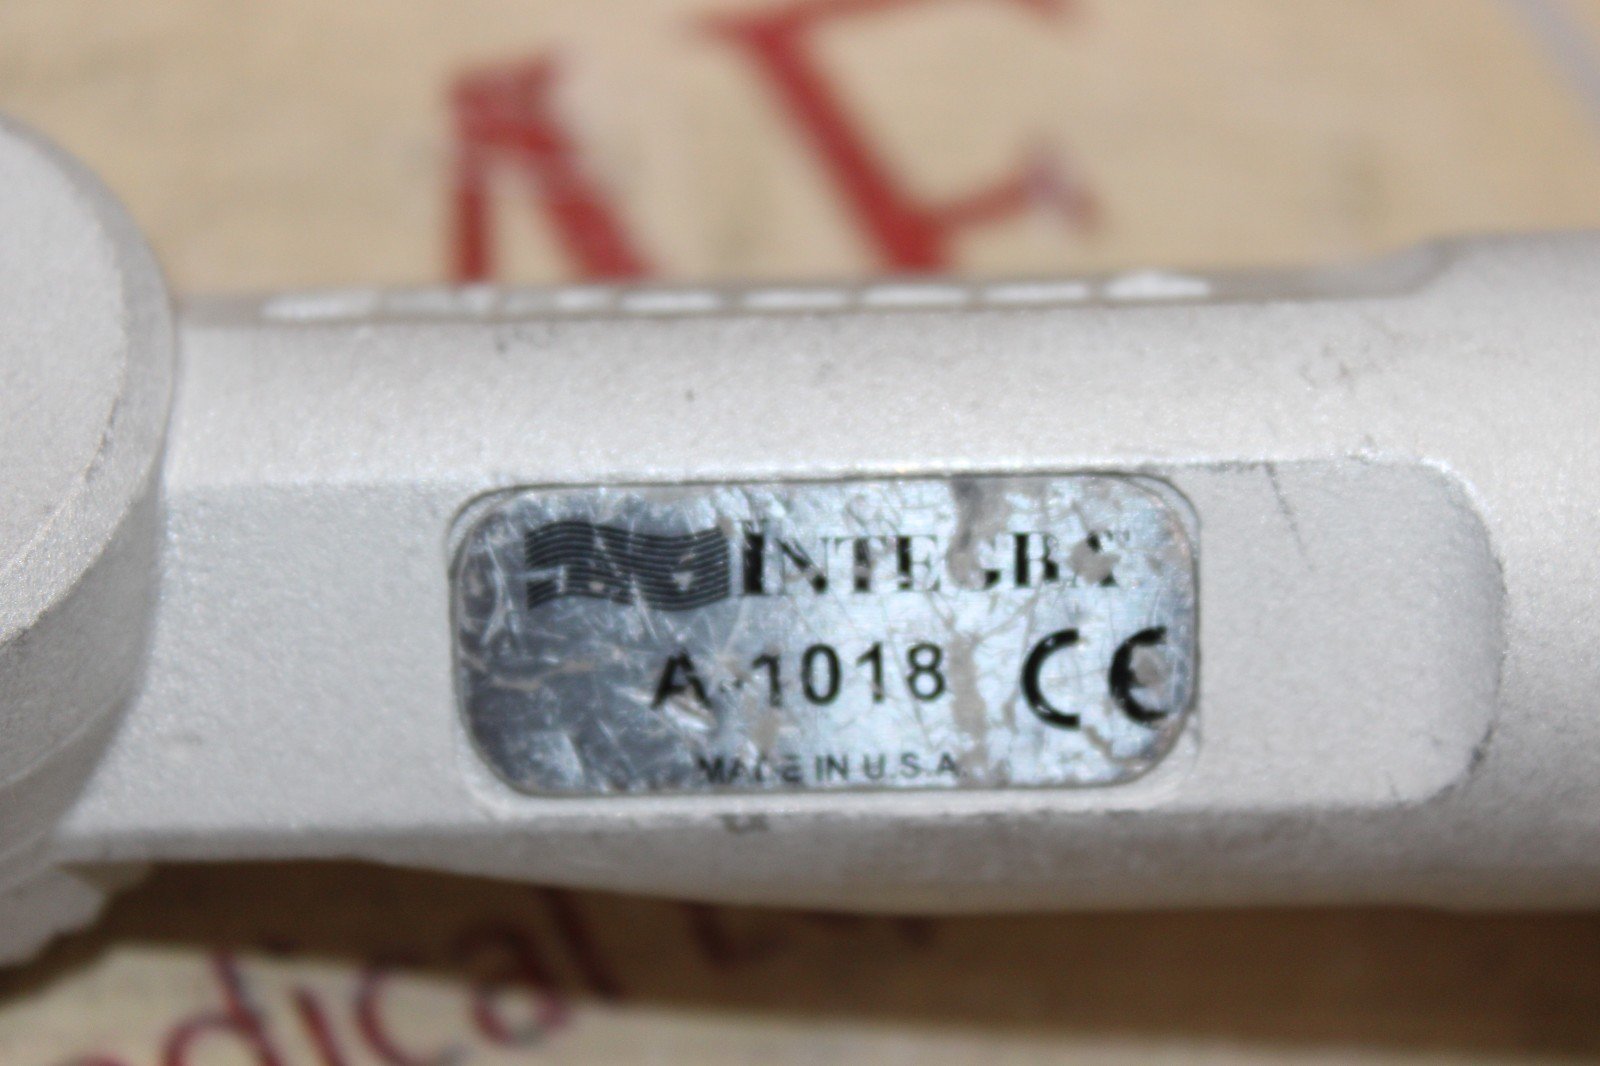 INTEGRA
A-1018 CE
MADE IN U.S.A.